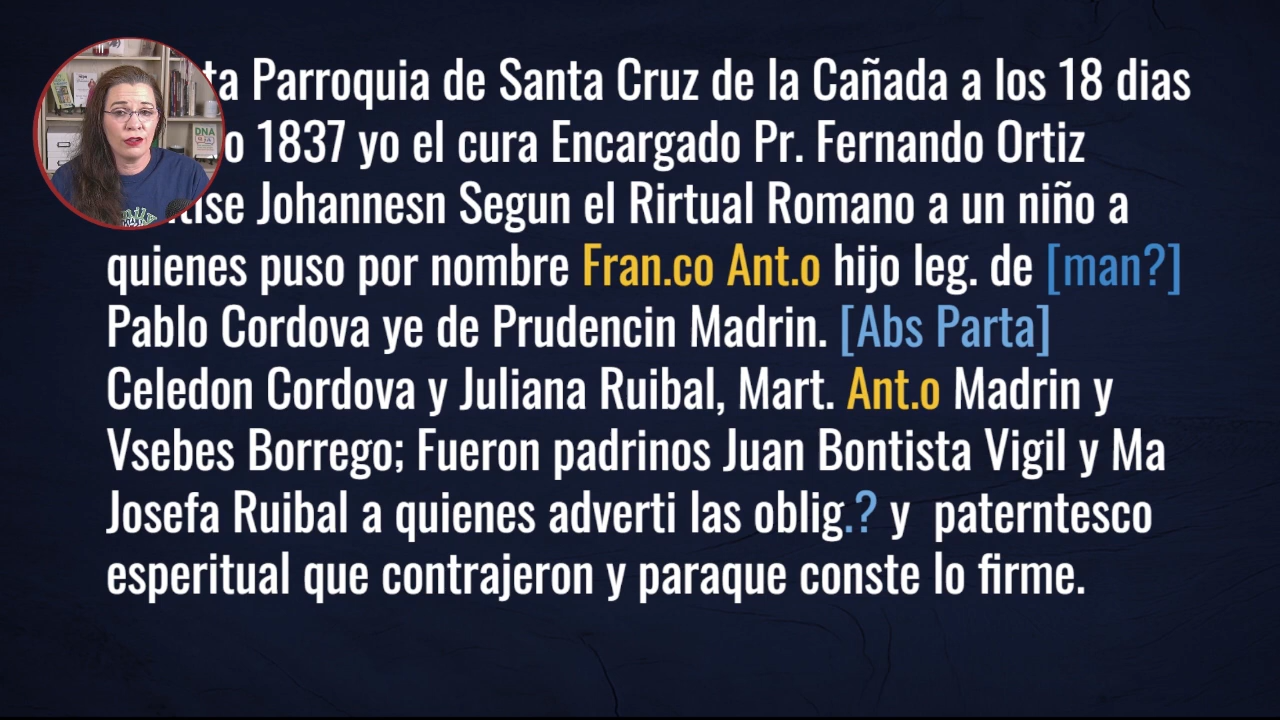 ta Parroquia de Santa Cruz de la Cañada a los 18 dias
o 1837 yo el cura Encargado Pr. Fernando Ortiz
tise Johannesn Segun el Rirtual Romano a un niño a
quienes puso por nombre Fran.co Ant.o hijo leg. de [man?]
Pablo Cordova ye de Prudencin Madrin. [Abs Parta]
Celedon Cordova y Juliana Ruibal, Mart. Ant.o Madrin y
Vsebes Borrego; Fueron padrinos Juan Bontista Vigil y Ma
Josefa Ruibal a quienes adverti las oblig.? y paterntesco
esperitual que contrajeron y paraque conste lo firme.
DNA